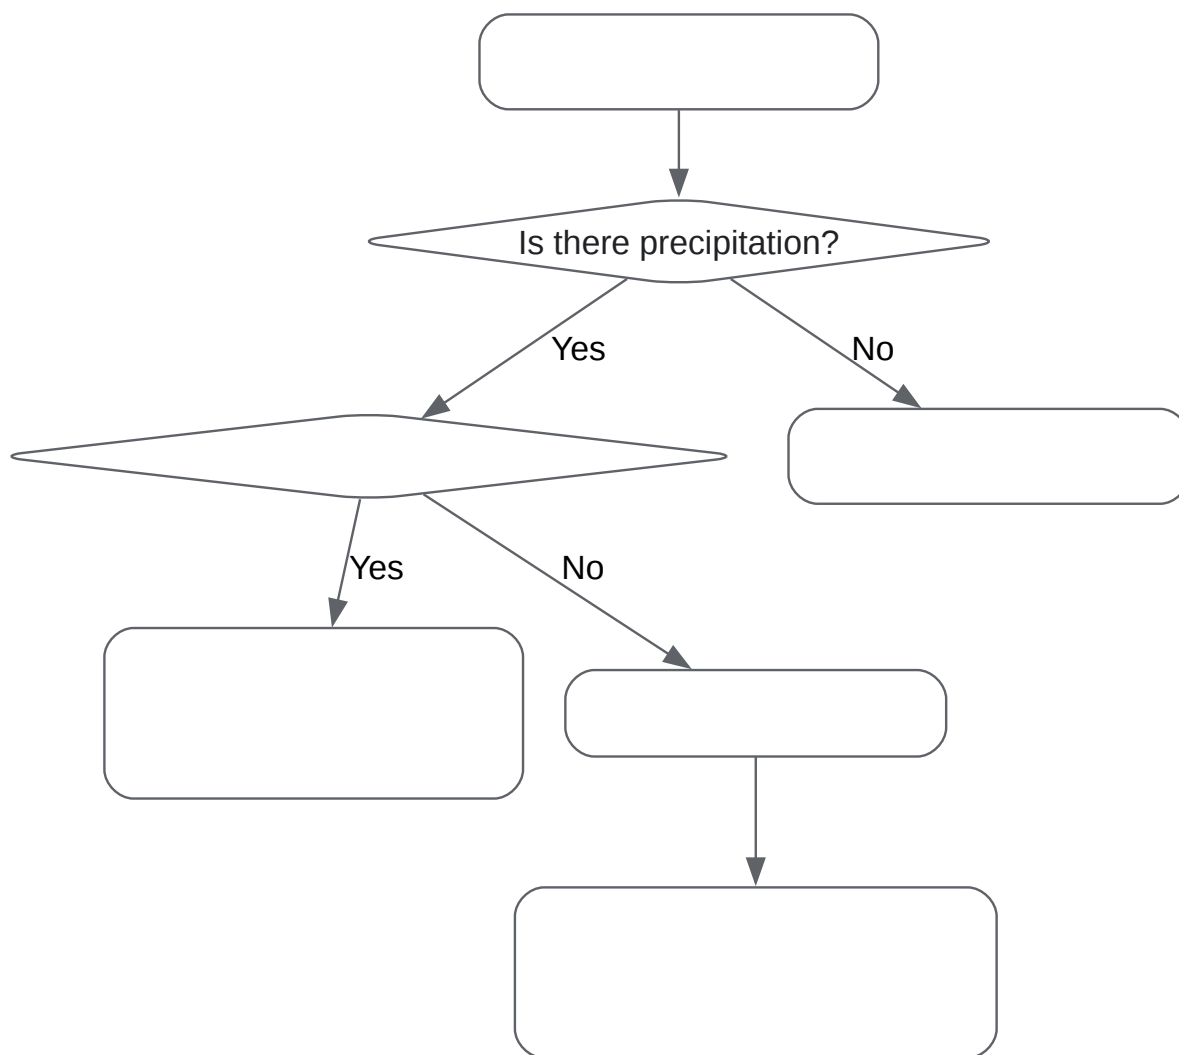 Is there precipitation?
Yes
No
Yes
No